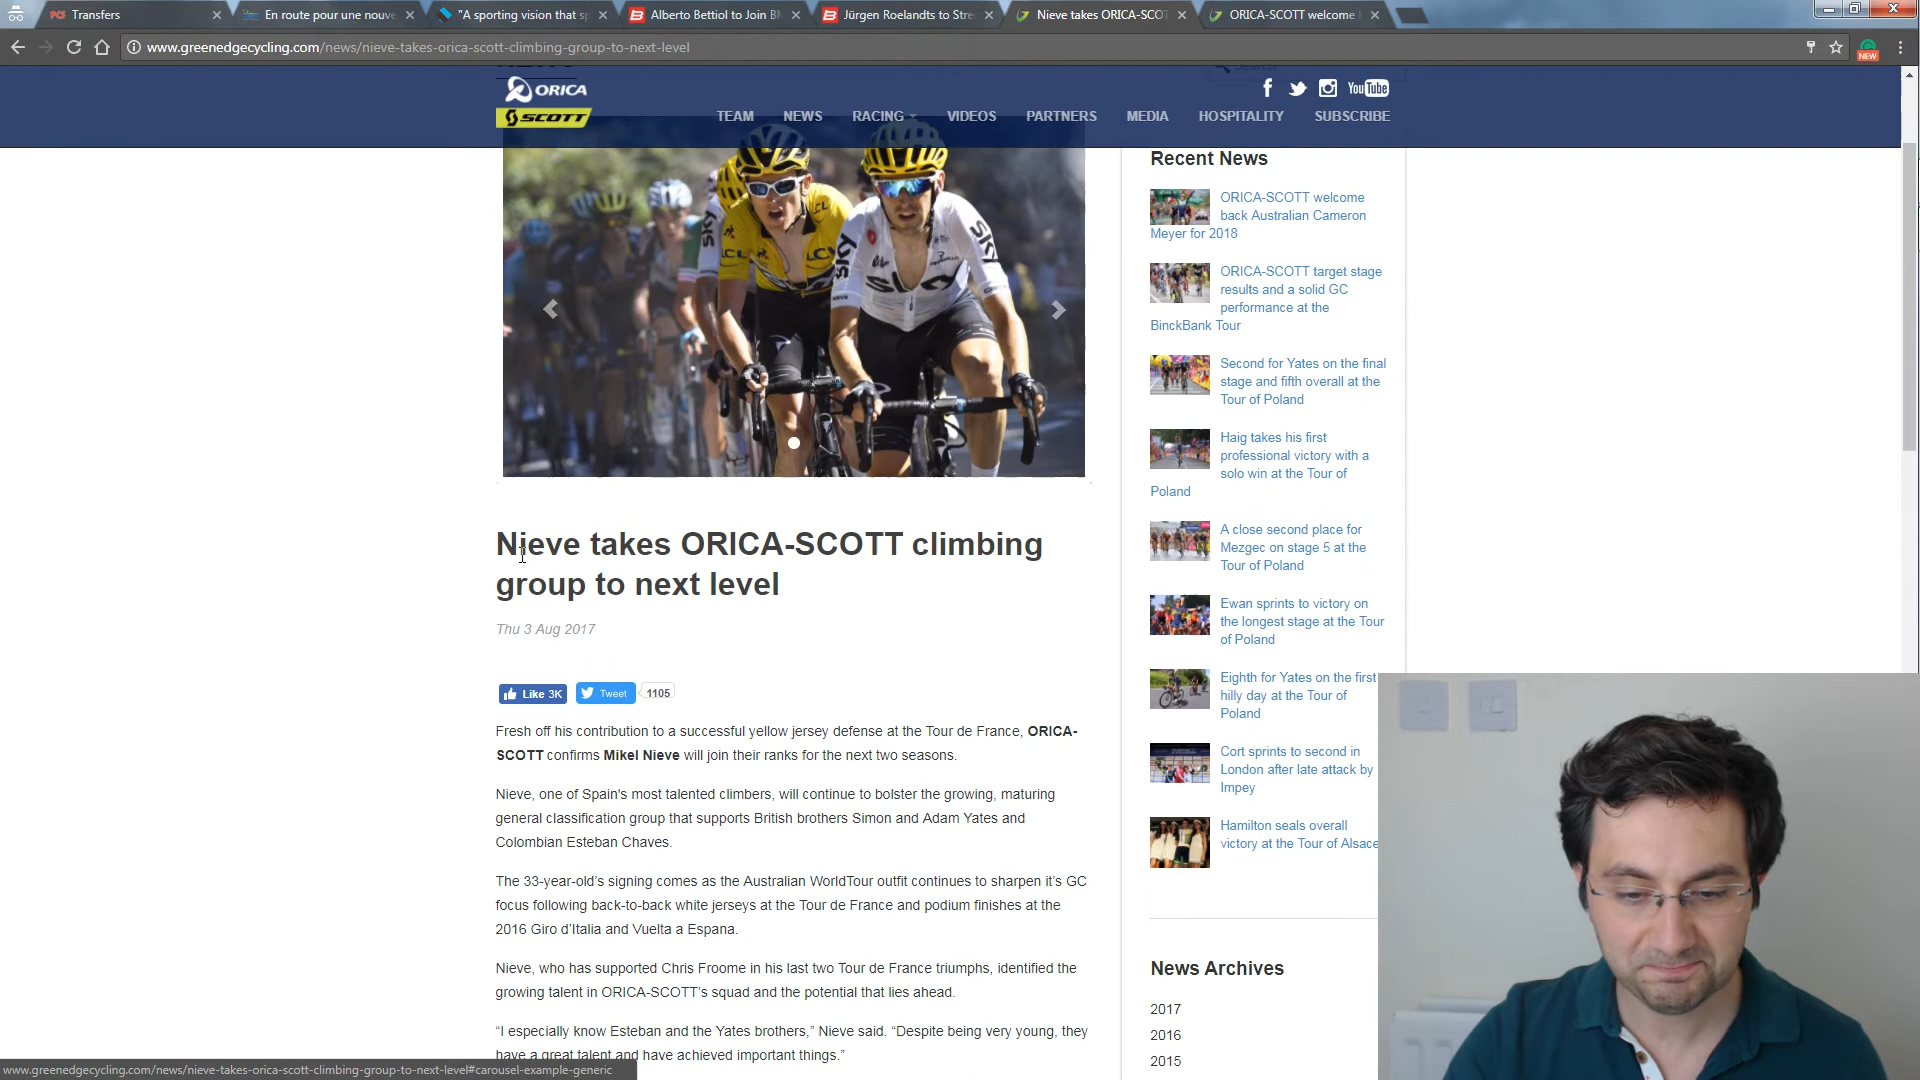 Transfers
En route pour une nouve
"A sporting vision that sp
Alberto Bettiol to Join BM
Jürgen Roelandts to Stre
Nieve takes ORICA-SCOT
ORICA-SCOTT welcome
www.greenedgecycling.com/news/nieve-takes-orica-scott-climbing-group-to-next-level
NEW
ORICA
SCOTT
YouTube
TEAM NEWS RACING VIDEOS PARTNERS MEDIA HOSPITALITY SUBSCRIBE
Nieve takes ORICA-SCOTT climbing
group to next level
Thu 3 Aug 2017
Like 3K
Tweet
1105
Fresh off his contribution to a successful yellow jersey defense at the Tour de France, ORICA-
SCOTT confirms Mikel Nieve will join their ranks for the next two seasons.
Nieve, one of Spain's most talented climbers, will continue to bolster the growing, maturing
general classification group that supports British brothers Simon and Adam Yates and
Colombian Esteban Chaves.
The 33-year-old's signing comes as the Australian WorldTour outfit continues to sharpen it's GC
focus following back-to-back white jerseys at the Tour de France and podium finishes at the
2016 Giro d'Italia and Vuelta a Espana.
Nieve, who has supported Chris Froome in his last two Tour de France triumphs, identified the
growing talent in ORICA-SCOTT's squad and the potential that lies ahead.
“I especially know Esteban and the Yates brothers,” Nieve said. “Despite being very young, they
have a great talent and have achieved important things.”
Recent News
ORICA-SCOTT welcome
back Australian Cameron
Meyer for 2018
ORICA-SCOTT target stage
results and a solid GC
performance at the
BinckBank Tour
Second for Yates on the final
stage and fifth overall at the
Tour of Poland
Haig takes his first
professional victory with a
solo win at the Tour of
Poland
A close second place for
Mezgec on stage 5 at the
Tour of Poland
Ewan sprints to victory on
the longest stage at the Tour
of Poland
Eighth for Yates on the first
hilly day at the Tour of
Poland
Cort sprints to second in
London after late attack by
Impey
Hamilton seals overall
victory at the Tour of Alsace
News Archives
2017
2016
2015
www.greenedgecycling.com/news/nieve-takes-orica-scott-climbing-group-to-next-level#carousel-example-generic